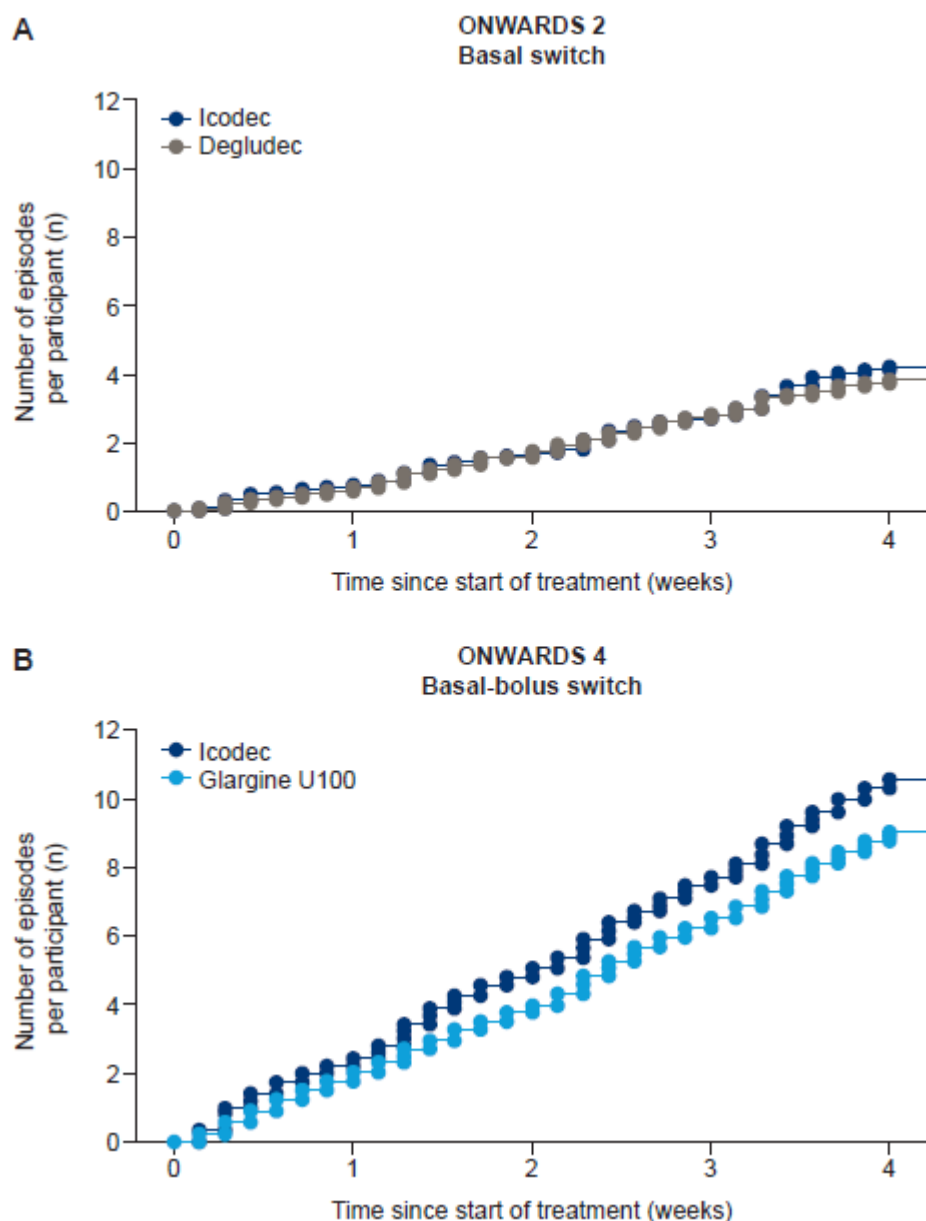 A
ONWARDS 2
Basal switch
Icodec
Degludec
Number of episodes
per participant (n)
12
10
8
6
4
2
0
0 1 2 3 4
Time since start of treatment (weeks)
B
ONWARDS 4
Basal-bolus switch
Icodec
Glargine U100
Number of episodes
per participant (n)
12
10
8
6
4
2
0
0 1 2 3 4
Time since start of treatment (weeks)